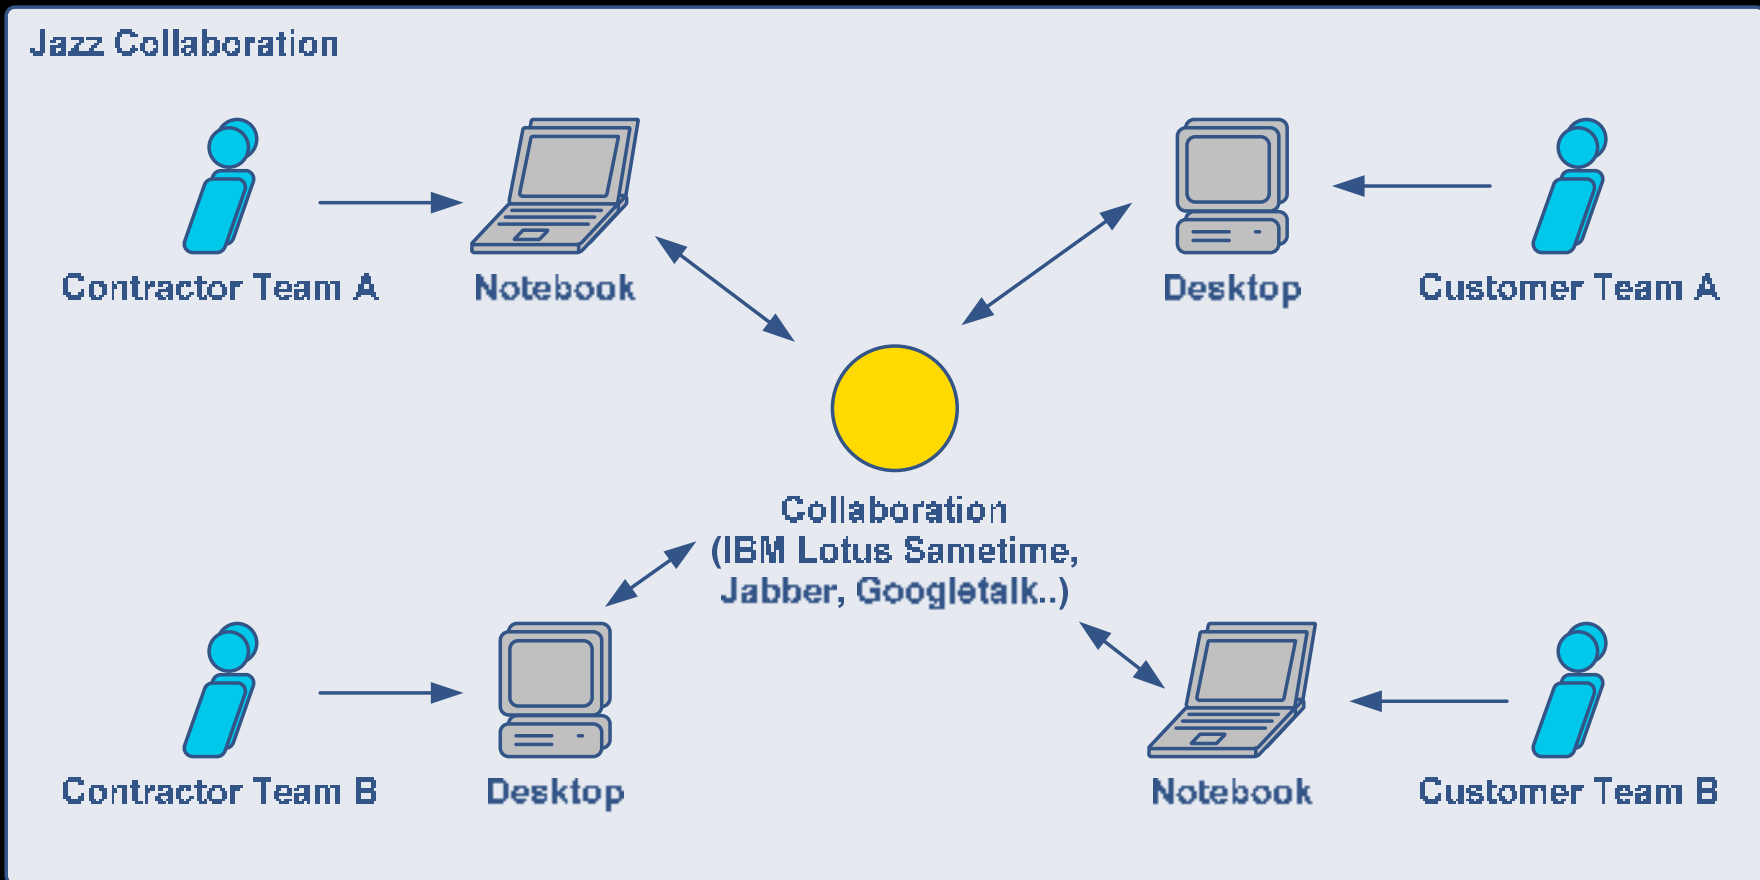 Jazz Collaboration
Contractor Team A
Notebook
Desktop
Customer Team A
Collaboration
(IBM Lotus Sametime,
Jabber, Googletalk..)
Contractor Team B
Desktop
Notebook
Customer Team B